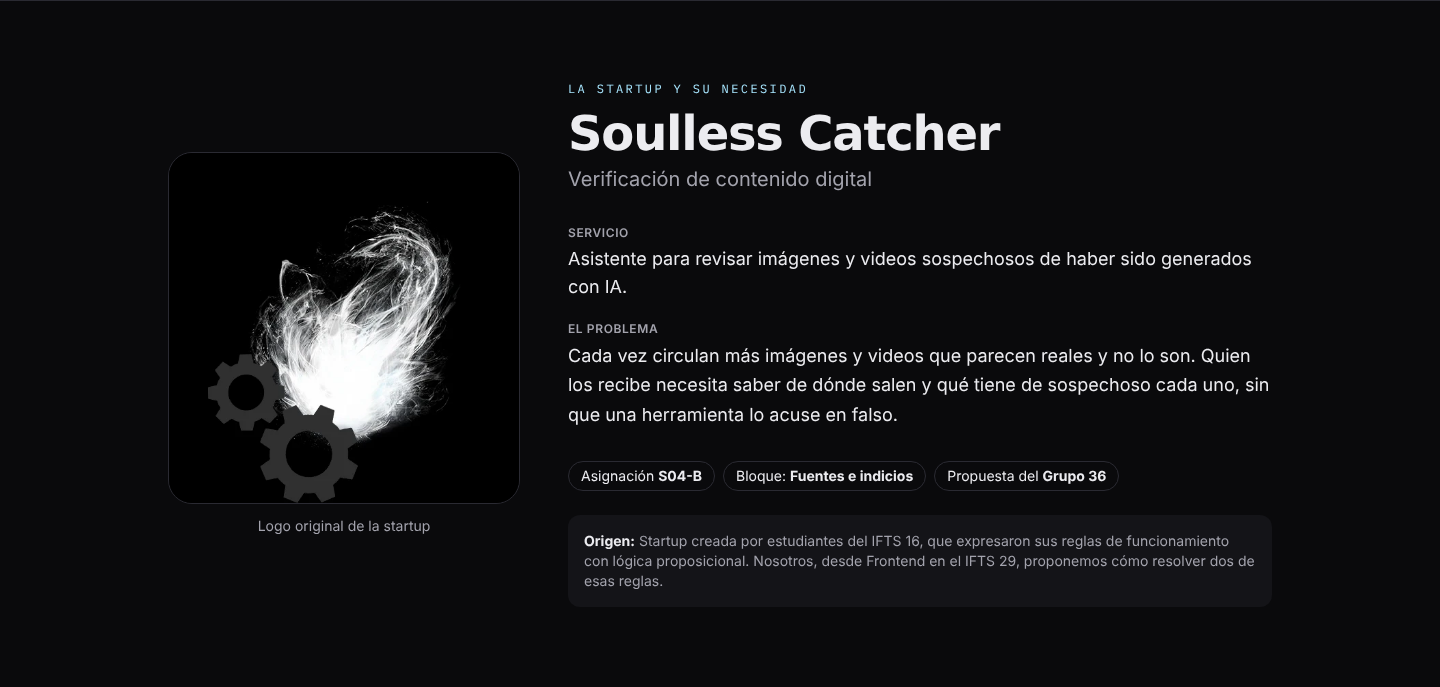 LA STARTUP Y SU NECESIDAD
Soulless Catcher
Verificación de contenido digital
SERVICIO
Asistente para revisar imágenes y videos sospechosos de haber sido generados
con IA.
EL PROBLEMA
Cada vez circulan más imágenes y videos que parecen reales y no lo son. Quien
los recibe necesita saber de dónde salen y qué tiene de sospechoso cada uno, sin
que una herramienta lo acuse en falso.
Asignación S04-B
Bloque: Fuentes e indicios
Propuesta del Grupo 36
Logo original de la startup
Origen: Startup creada por estudiantes del IFTS 16, que expresaron sus reglas de funcionamiento
con lógica proposicional. Nosotros, desde Frontend en el IFTS 29, proponemos cómo resolver dos de
esas reglas.